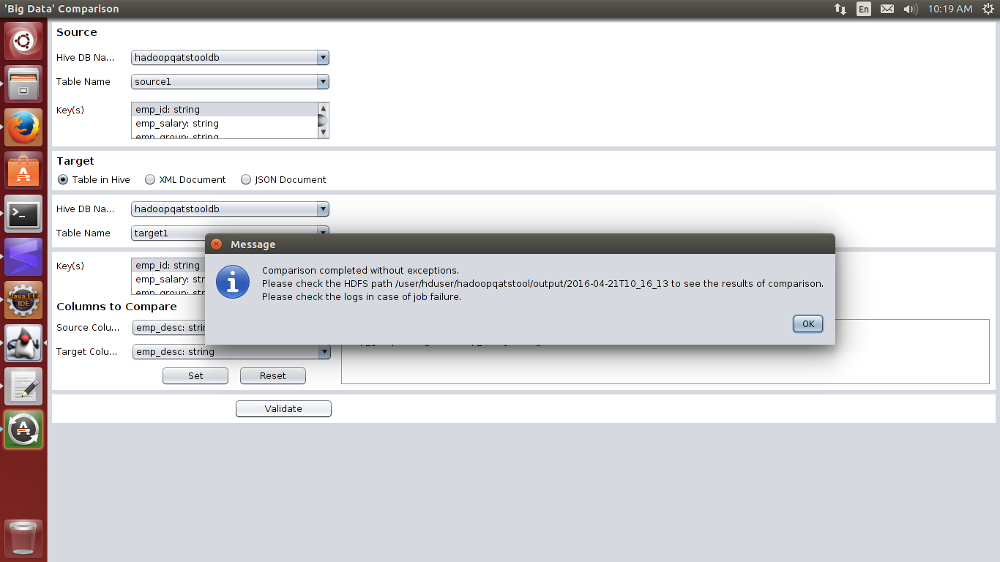 'Big Data' Comparison
En
10:19 AM
Source
Hive DB Na... hadoopqatstooldb
Table Name source1
Key(s) emp_id: string
emp_salary: string
emp_group: string
Target
Table in Hive XML Document JSON Document
Hive DB Na... hadoopqatstooldb
Table Name target1
Message
Key(s) emp_id: string
emp_salary: str
Comparison completed without exceptions.
Please check the HDFS path /user/hduser/hadoopqatstool/output/2016-04-21T10_16_13 to see the results of comparison.
Please check the logs in case of job failure.
OK
Columns to Compare
Source Colu... emp_desc: stri
Target Colu... emp_desc: string
Set Reset
Validate
Java EE
IDE